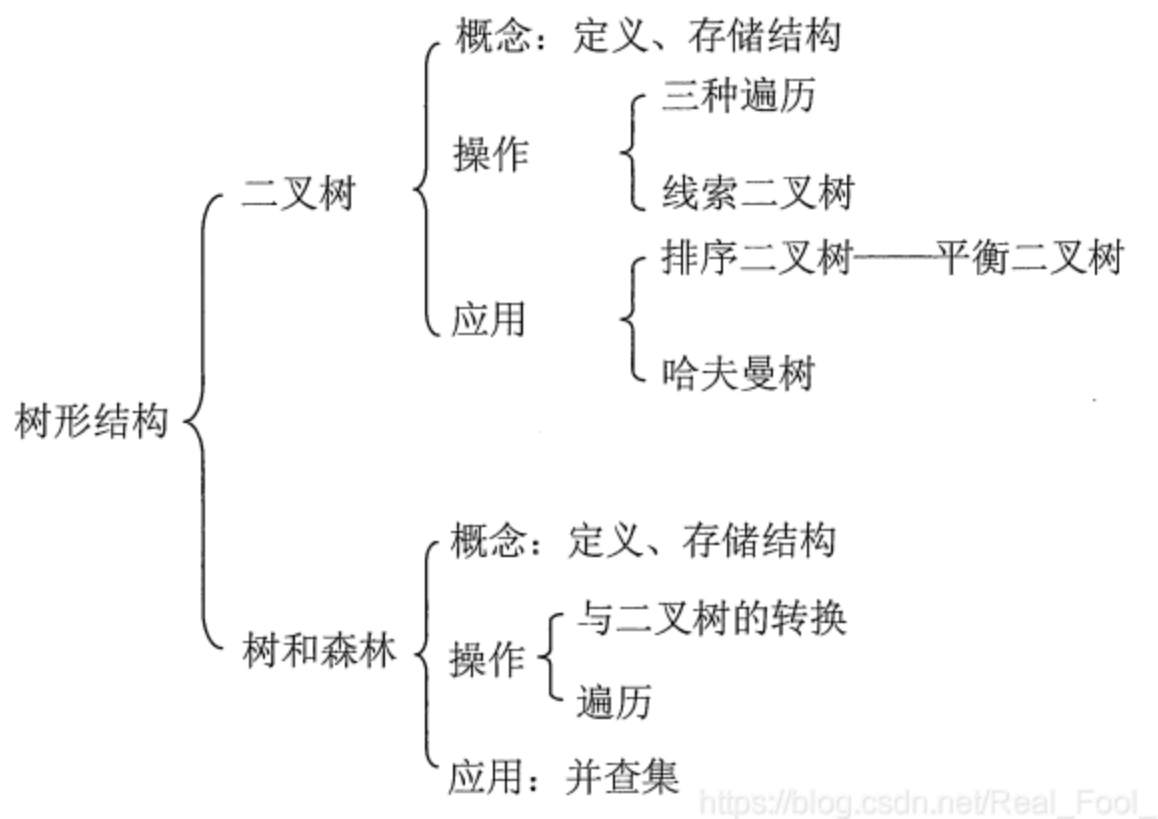 概念：定义、存储结构
三种遍历
操作
线索二叉树
二叉树
排序二叉树——平衡二叉树
应用
哈夫曼树
树形结构
概念：定义、存储结构
与二叉树的转换
树和森林
操作
遍历
应用：并查集
https://blog.csdn.net/Real_Fool_